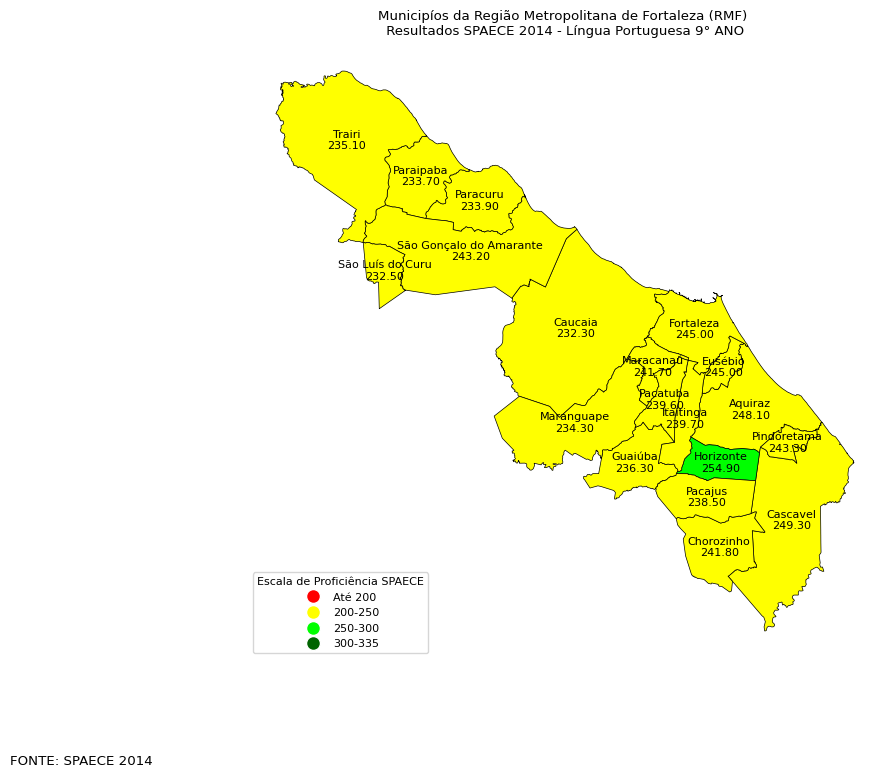 Municipíos da Região Metropolitana de Fortaleza (RMF)
Resultados SPAECE 2014 - Língua Portuguesa 9° ANO
Trairi
235.10
Paraipaba
233.70
Paracuru
233.90
São Gonçalo do Amarante
243.20
São Luís do Curu
232.50
Caucaia
232.30
Fortaleza
245.00
Maracanaú
241.70
Eusébio
245.00
Pacatuba
239.60
Itaitinga
239.70
Aquiraz
248.10
Maranguape
234.30
Pindoretama
243.30
Guaiúba
236.30
Horizonte
254.90
Pacajus
238.50
Cascavel
249.30
Chorozinho
241.80
Escala de Proficiência SPAECE
Até 200
200-250
250-300
300-335
FONTE: SPAECE 2014